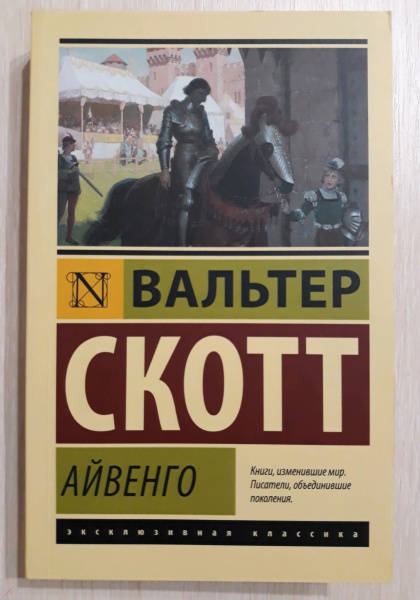 N
ВАЛЬТЕР
СКОТТ
АЙВЕНГО
Книги, изменившие мир.
Писатели, объединившие
поколения.
эксклюзивная классика